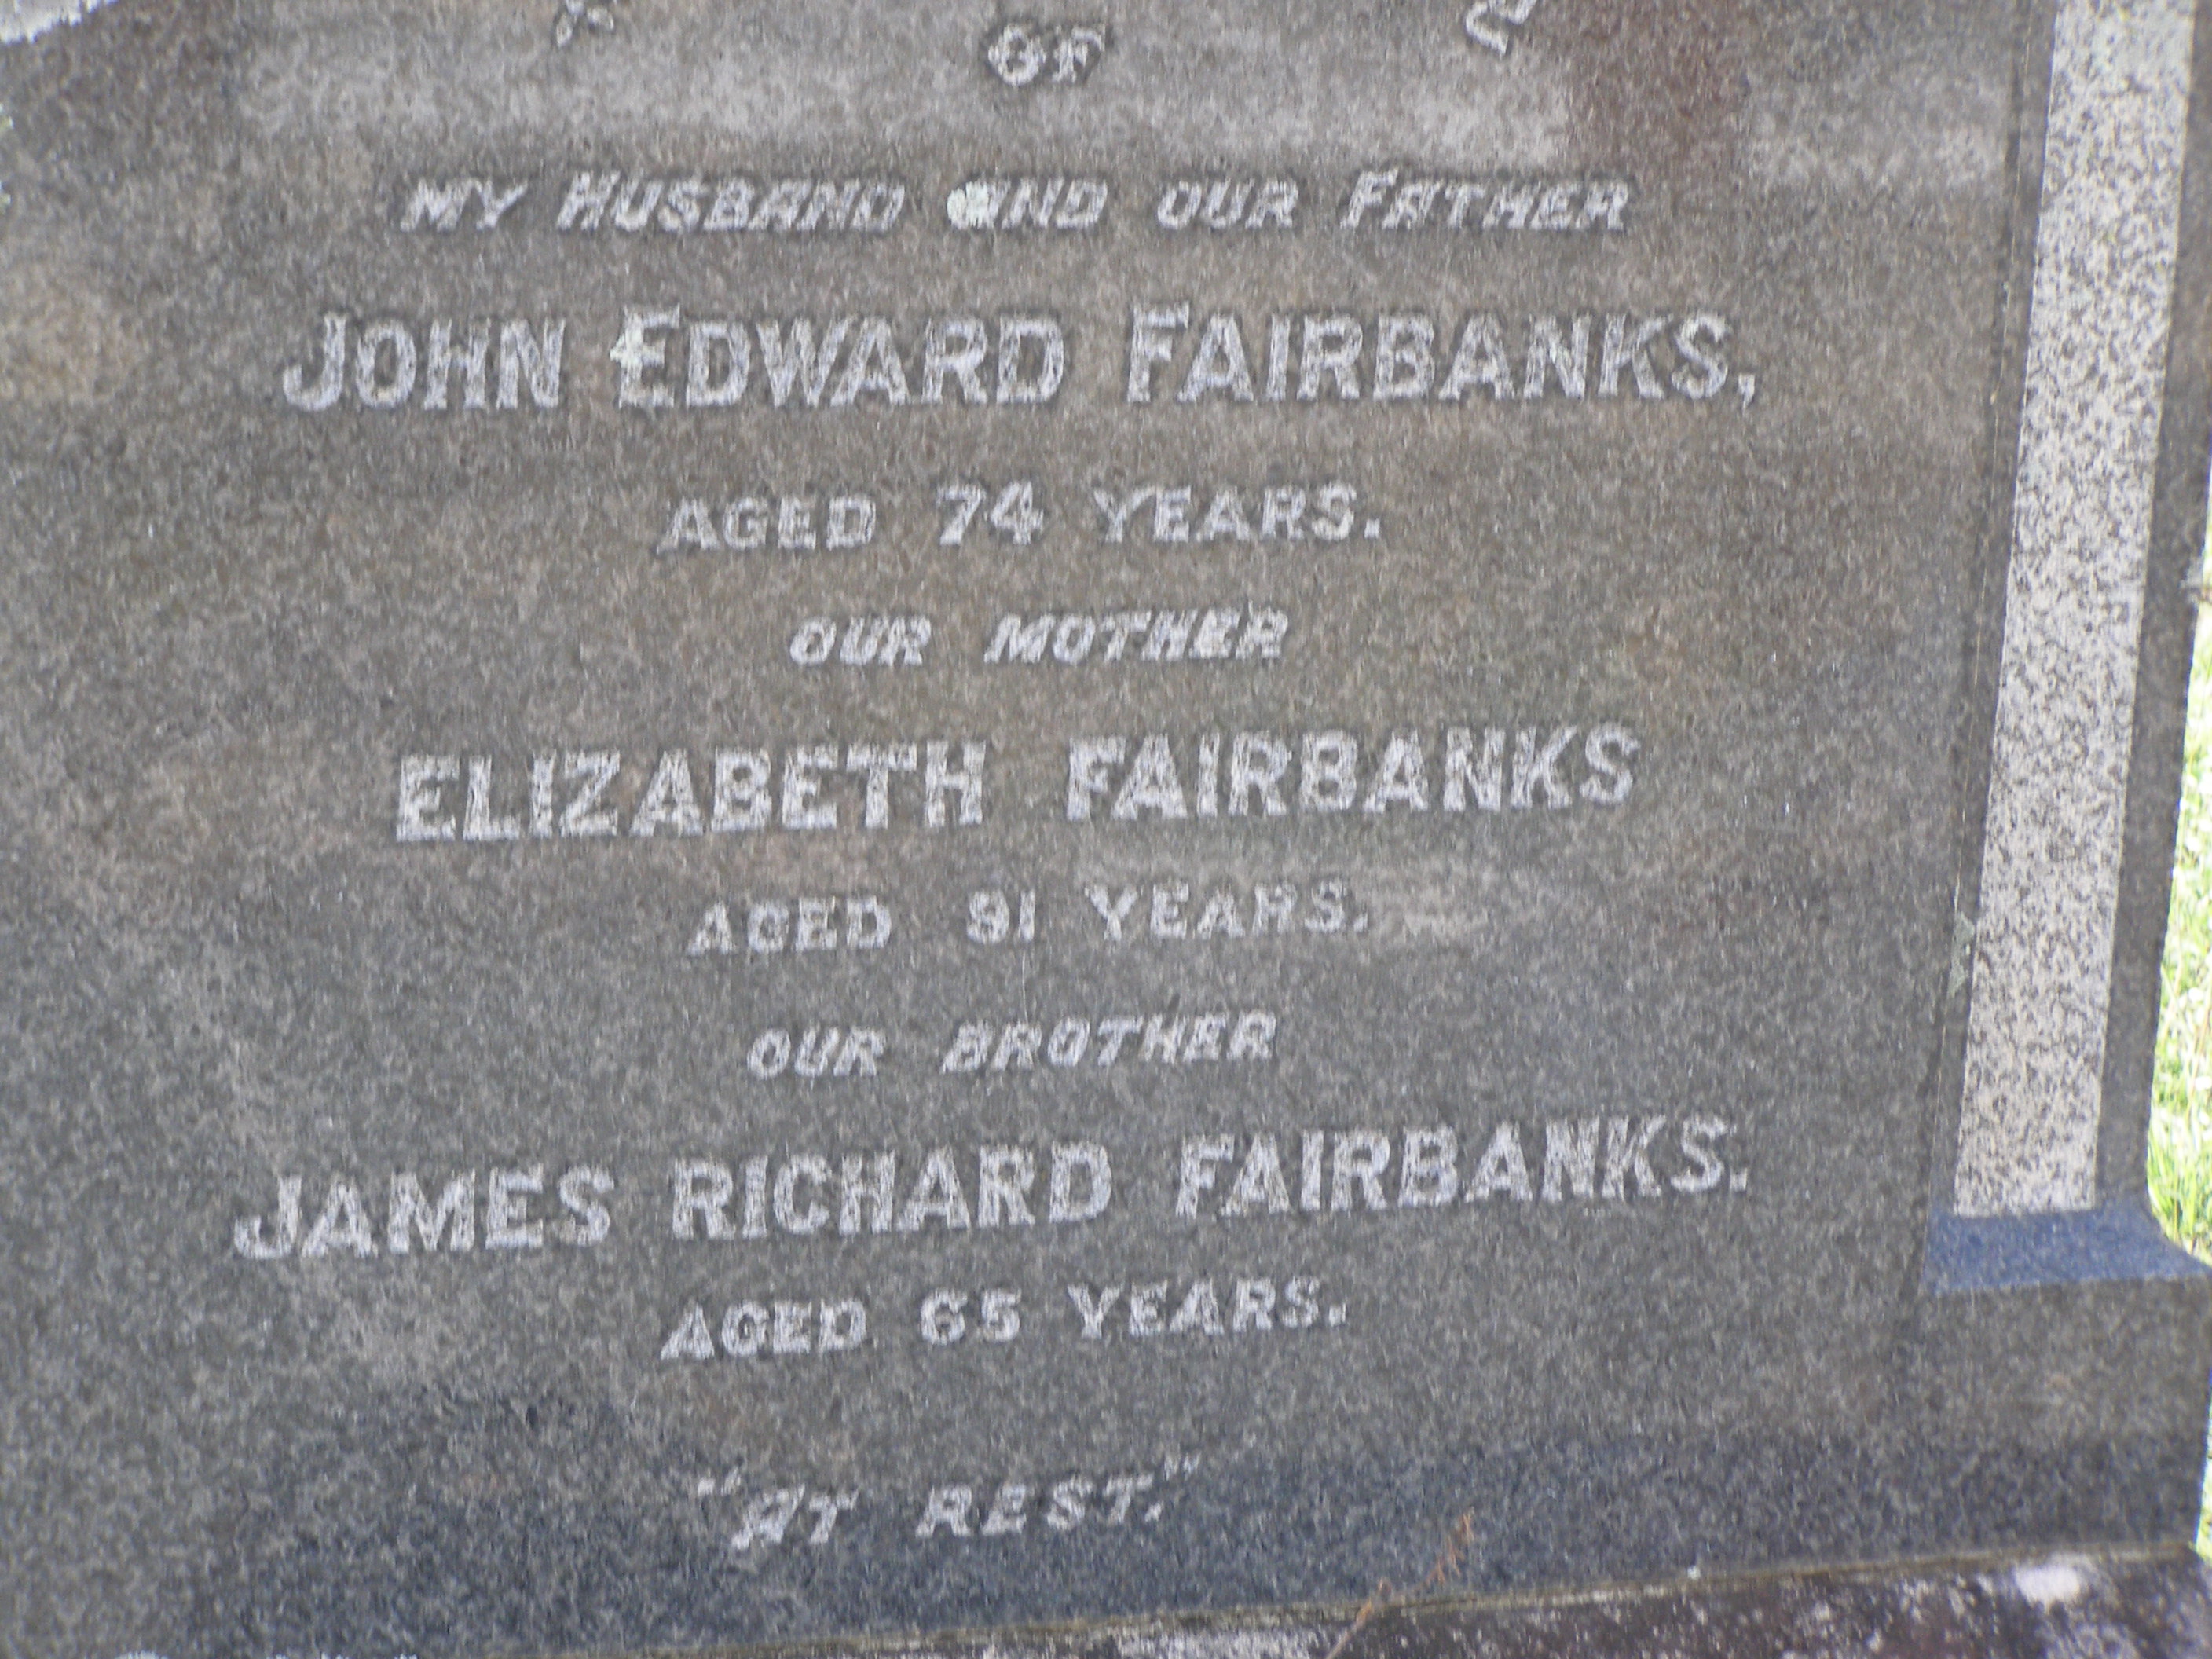 OF
MY HUSBAND AND OUR FATHER
JOHN EDWARD FAIRBANKS,
AGED 74 YEARS.
OUR MOTHER
ELIZABETH FAIRBANKS
AGED 91 YEARS.
OUR BROTHER
JAMES RICHARD FAIRBANKS.
AGED 65 YEARS.
"AT REST."